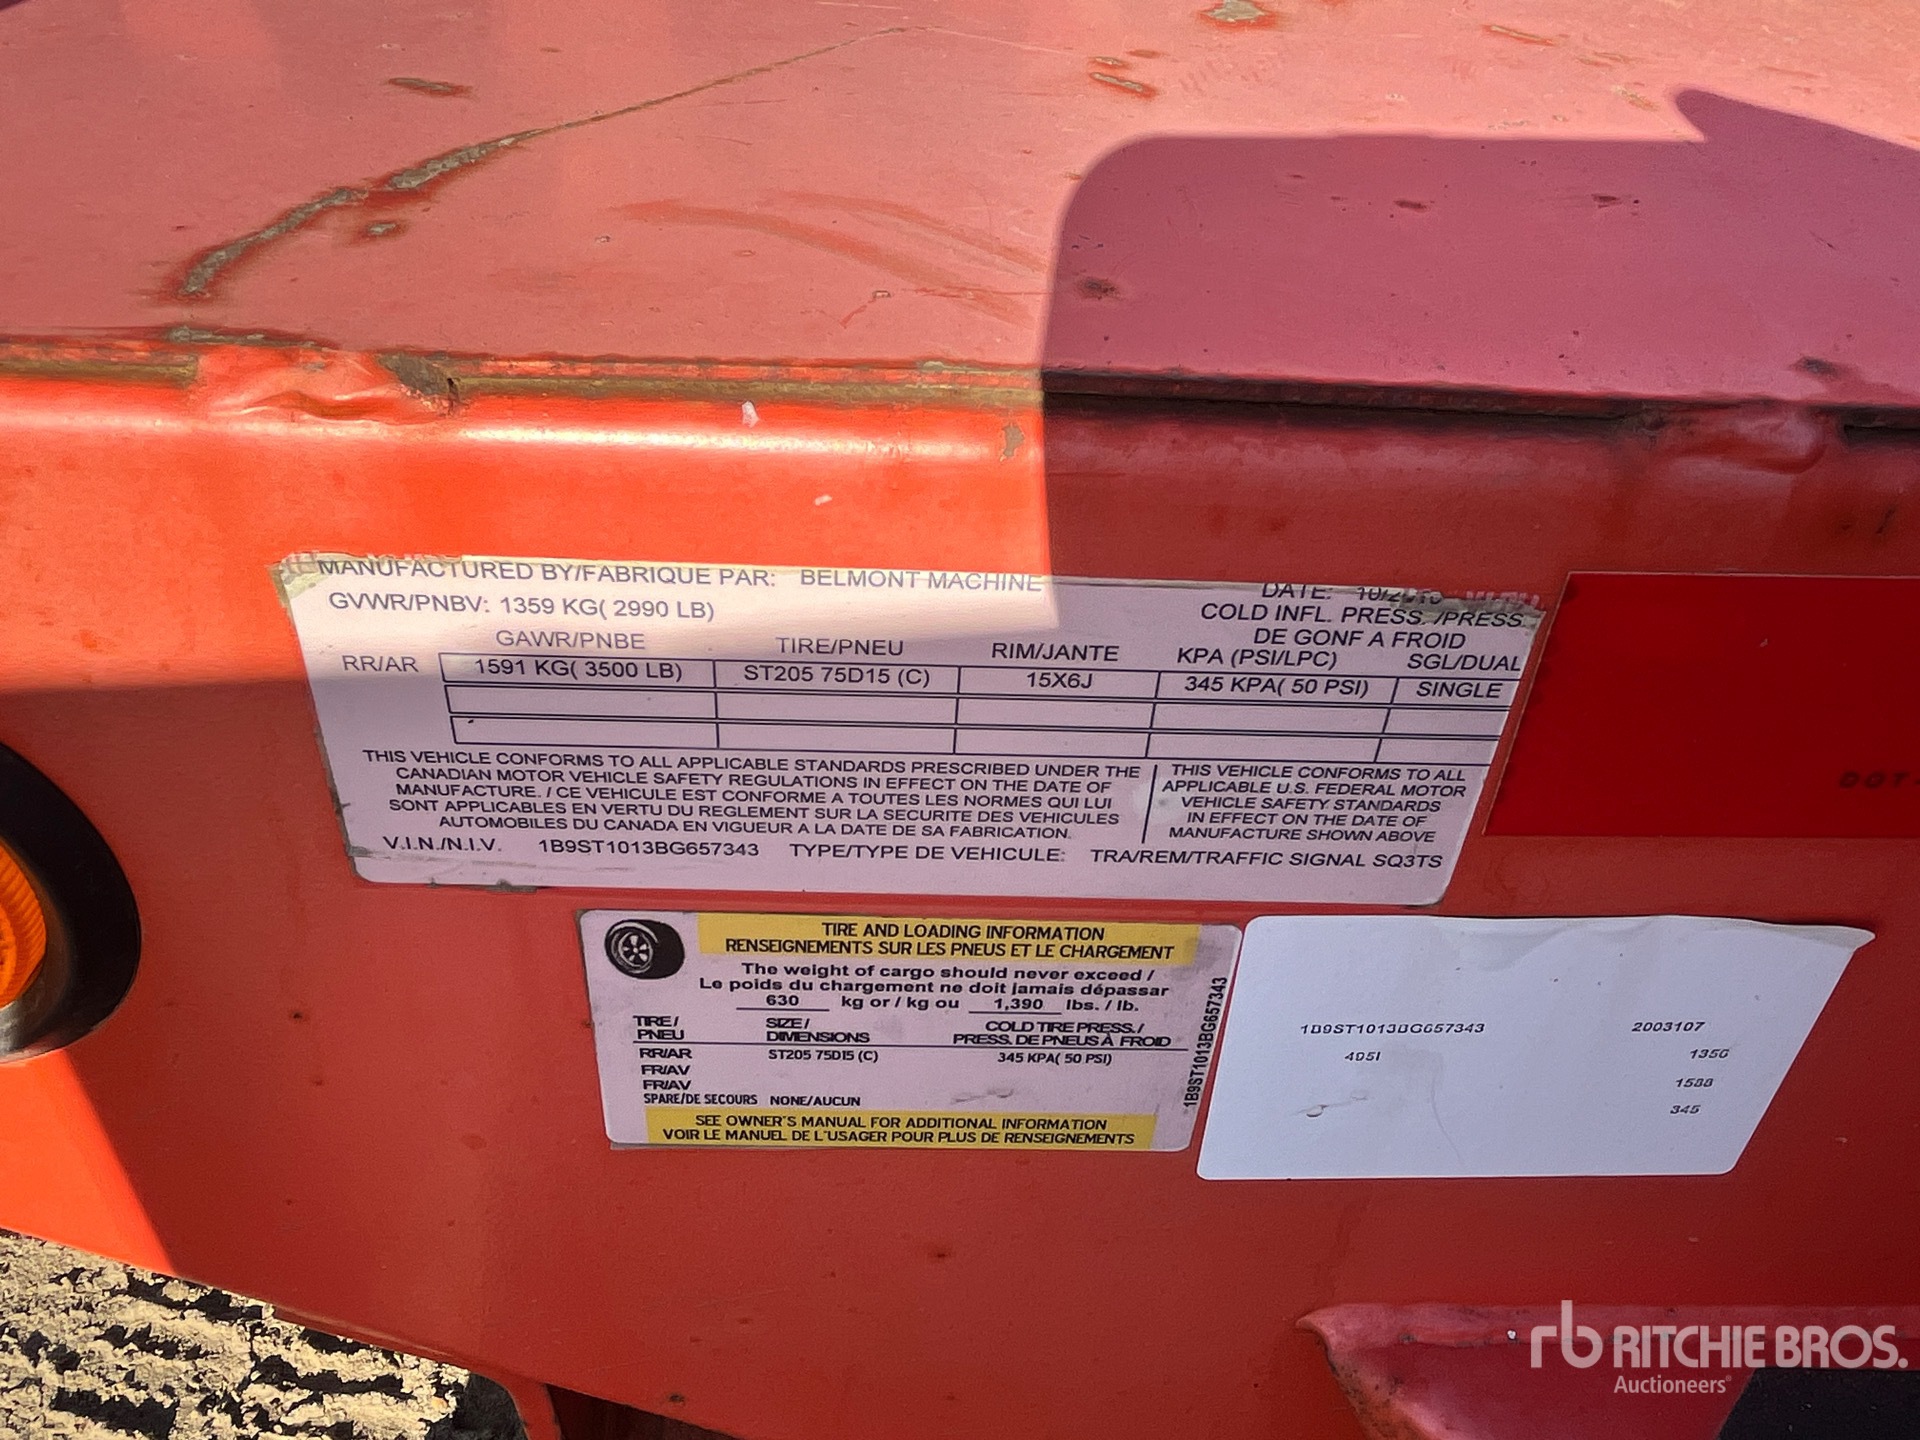 MANUFACTURED BY/FABRIQUE PAR: BELMONT MACHINE
DATE:
GVWR/PNBV: 1359 KG( 2990 LB)
COLD INFL. PRESS. /PRESS.
DE GONF A FROID
GAWR/PNBE TIRE/PNEU RIM/JANTE KPA (PSI/LPC) SGL/DUAL
RR/AR 1591 KG( 3500 LB) ST205 75D15 (C) 15X6J 345 KPA( 50 PSI) SINGLE
THIS VEHICLE CONFORMS TO ALL APPLICABLE STANDARDS PRESCRIBED UNDER THE
CANADIAN MOTOR VEHICLE SAFETY REGULATIONS IN EFFECT ON THE DATE OF
MANUFACTURE. / CE VEHICULE EST CONFORME A TOUTES LES NORMES QUI LUI
SONT APPLICABLES EN VERTU DU REGLEMENT SUR LA SECURITE DES VEHICULES
AUTOMOBILES DU CANADA EN VIGUEUR A LA DATE DE SA FABRICATION.
THIS VEHICLE CONFORMS TO ALL
APPLICABLE U.S. FEDERAL MOTOR
VEHICLE SAFETY STANDARDS
IN EFFECT ON THE DATE OF
MANUFACTURE SHOWN ABOVE
V.I.N./N.I.V. 1B9ST1013BG657343 TYPE/TYPE DE VEHICULE: TRA/REM/TRAFFIC SIGNAL SQ3TS
TIRE AND LOADING INFORMATION
RENSEIGNEMENTS SUR LES PNEUS ET LE CHARGEMENT
The weight of cargo should never exceed /
Le poids du chargement ne doit jamais dépassar
630 kg or / kg ou 1,390 lbs. / lb.
TIRE / SIZE / COLD TIRE PRESS. /
PNEU DIMENSIONS PRESS. DE PNEUS À FROID
RR/AR ST205 75D15 (C) 345 KPA( 50 PSI)
FR/AV
FR/AV
SPARE/DE SECOURS NONE/AUCUN
SEE OWNER'S MANUAL FOR ADDITIONAL INFORMATION
VOIR LE MANUEL DE L'USAGER POUR PLUS DE RENSEIGNEMENTS
1B9ST1013BG657343
1B9ST1013BG657343 2003107
1588
345
rb RITCHIE BROS.
Auctioneers